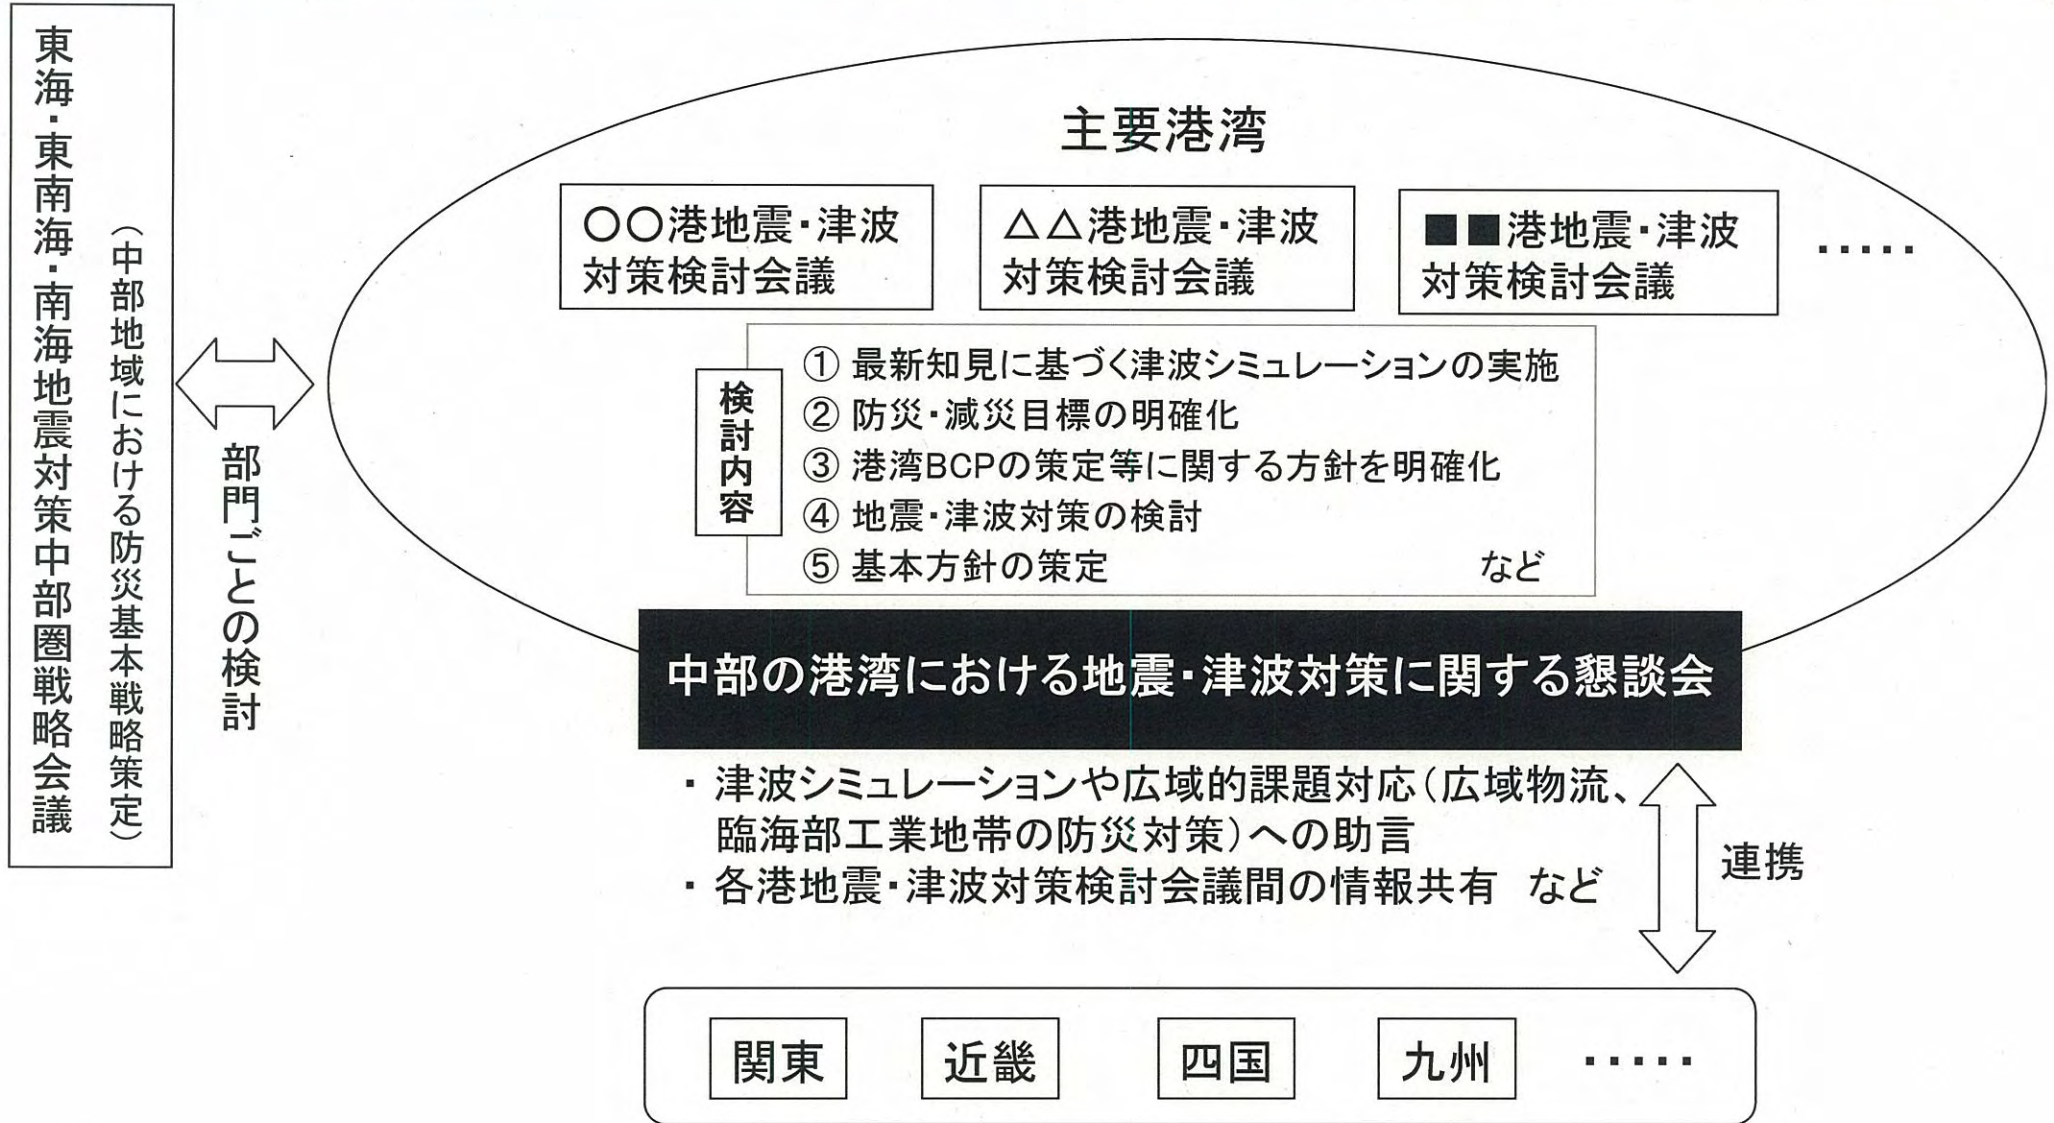 東海・東南海・南海地震対策中部圏戦略会議
（中部地域における防災基本戦略策定）
部門ごとの検討
主要港湾
〇〇港地震・津波
対策検討会議
△△港地震・津波
対策検討会議
■■港地震・津波
対策検討会議
・・・・・
検討内容
① 最新知見に基づく津波シミュレーションの実施
② 防災・減災目標の明確化
③ 港湾BCPの策定等に関する方針を明確化
④ 地震・津波対策の検討
⑤ 基本方針の策定 など
中部の港湾における地震・津波対策に関する懇談会
・ 津波シミュレーションや広域的課題対応（広域物流、
臨海部工業地帯の防災対策）への助言
・ 各港地震・津波対策検討会議間の情報共有 など
連携
関東
近畿
四国
九州
・・・・・